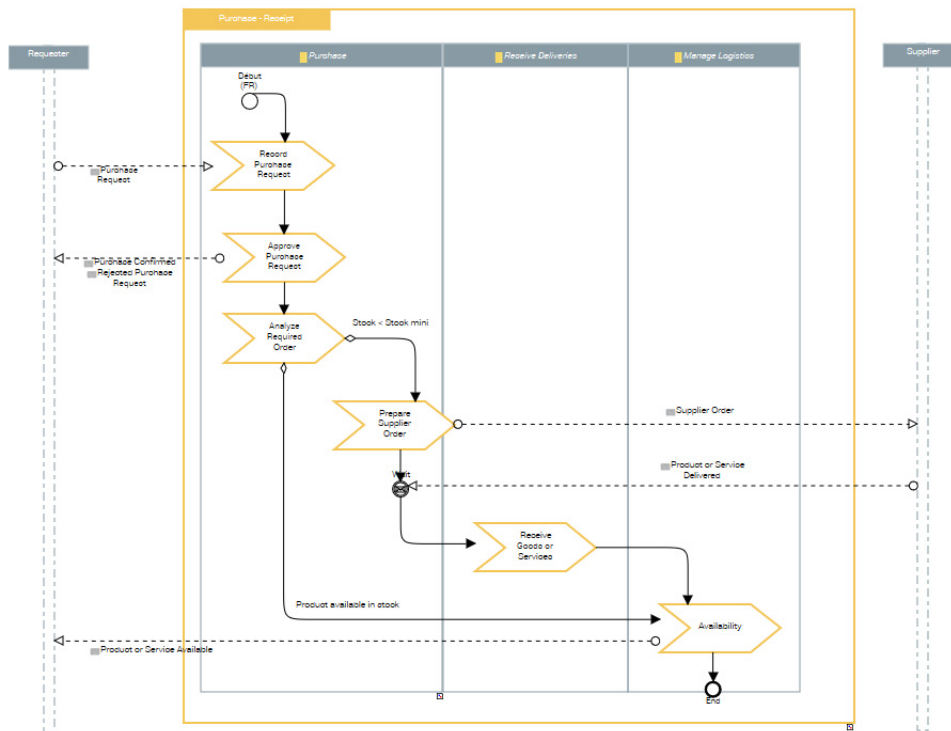 Purchase - Receipt
Requester
Purchase
Receive Deliveries
Manage Logistics
Supplier
Début
(FR)
Record
Purchase
Request
Purchase
Request
Approve
Purchase
Request
Purchase Confirmed
Rejected Purchase
Request
Stock < Stock mini
Analyze
Required
Order
Prepare
Supplier
Order
Supplier Order
Product or Service
Delivered
Wait
Receive
Goods or
Services
Product available in stock
Availability
Product or Service Available
End